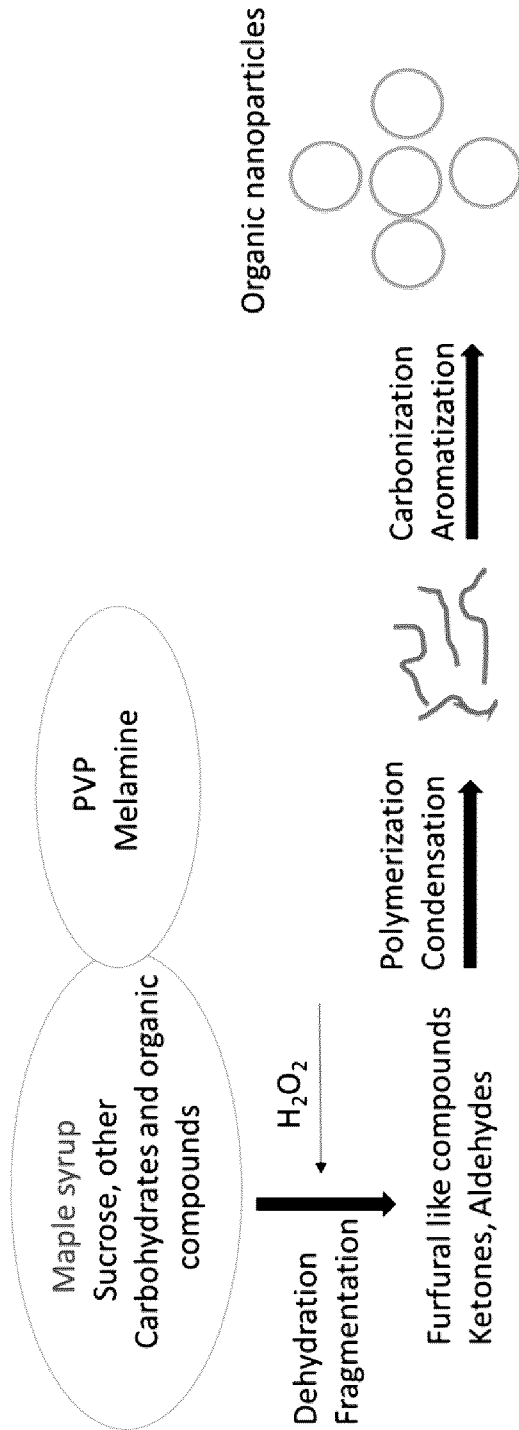 Maple syrup
Sucrose, other
Carbohydrates and organic
compounds
PVP
Melamine
Dehydration
Fragmentation
H₂O₂
Furfural like compounds
Ketones, Aldehydes
Polymerization
Condensation
Carbonization
Aromatization
Organic nanoparticles